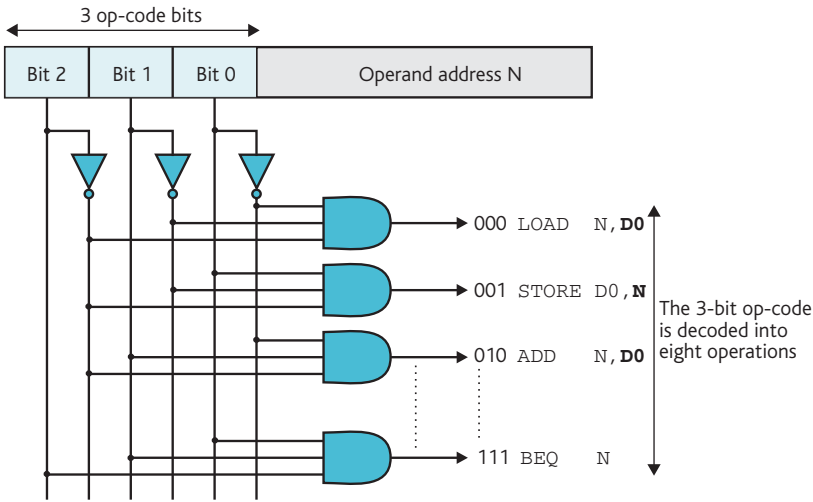 3 op-code bits
Bit 2 Bit 1 Bit 0 Operand address N
000 LOAD N,D0
001 STORE D0,N
The 3-bit op-code
is decoded into
eight operations
010 ADD N,D0
111 BEQ N